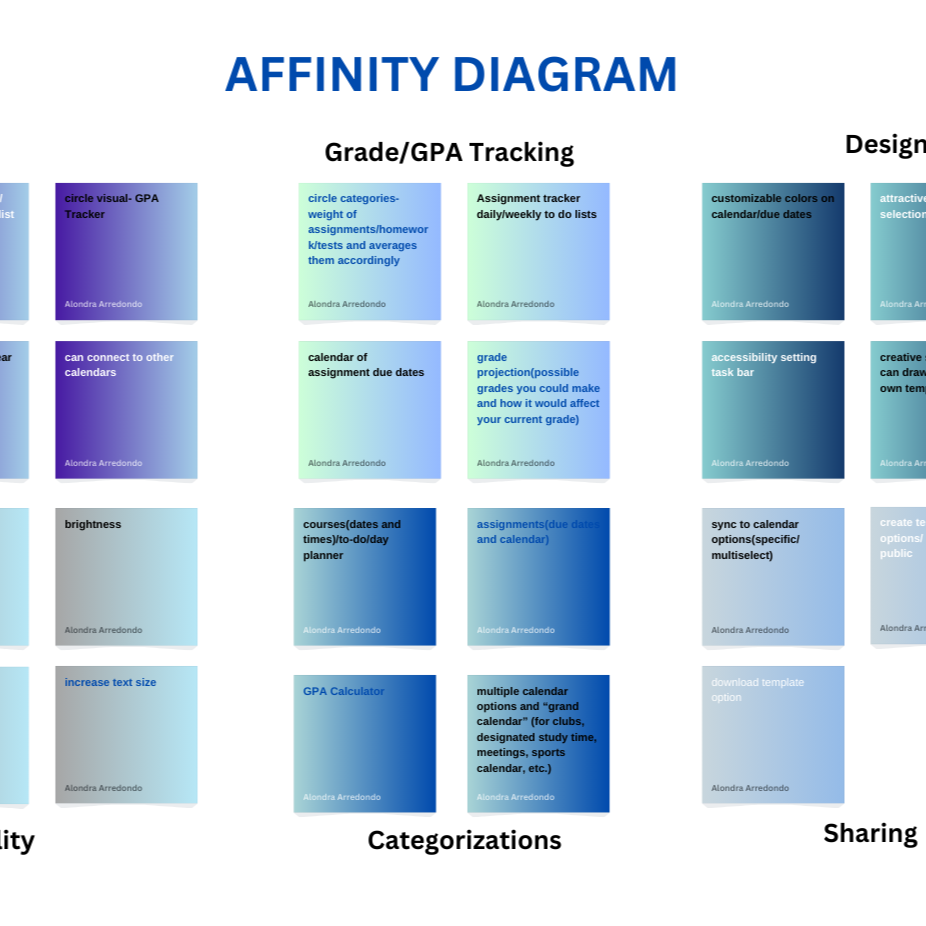 AFFINITY DIAGRAM
Grade/GPA Tracking
Design
/
list
circle visual- GPA
Tracker
Alondra Arredondo
circle categories-
weight of
assignments/homewor
k/tests and averages
them accordingly
Alondra Arredondo
Assignment tracker
daily/weekly to do lists
Alondra Arredondo
customizable colors on
calendar/due dates
Alondra Arredondo
attractive
selection
Alondra Arr
ear
can connect to other
calendars
Alondra Arredondo
calendar of
assignment due dates
Alondra Arredondo
grade
projection(possible
grades you could make
and how it would affect
your current grade)
Alondra Arredondo
accessibility setting
task bar
Alondra Arredondo
creative
can draw
own temp
Alondra Arr
brightness
Alondra Arredondo
courses(dates and
times)/to-do/day
planner
Alondra Arredondo
assignments(due dates
and calendar)
Alondra Arredondo
sync to calendar
options(specific/
multiselect)
Alondra Arredondo
create te
options/
public
Alondra Arr
increase text size
Alondra Arredondo
GPA Calculator
Alondra Arredondo
multiple calendar
options and “grand
calendar” (for clubs,
designated study time,
meetings, sports
calendar, etc.)
Alondra Arredondo
download template
option
lity
Categorizations
Sharing